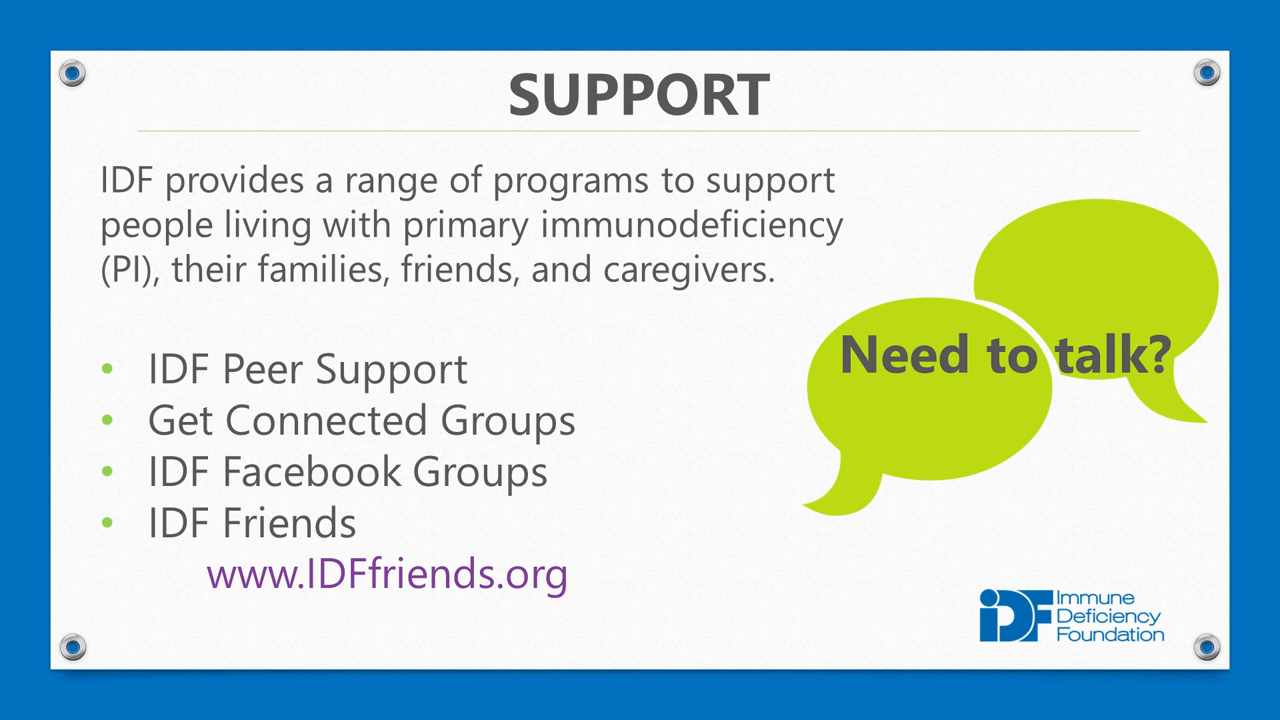 SUPPORT
IDF provides a range of programs to support
people living with primary immunodeficiency
(PI), their families, friends, and caregivers.
• IDF Peer Support
• Get Connected Groups
• IDF Facebook Groups
• IDF Friends
www.IDFfriends.org
Need to talk?
IDF
Immune
Deficiency
Foundation